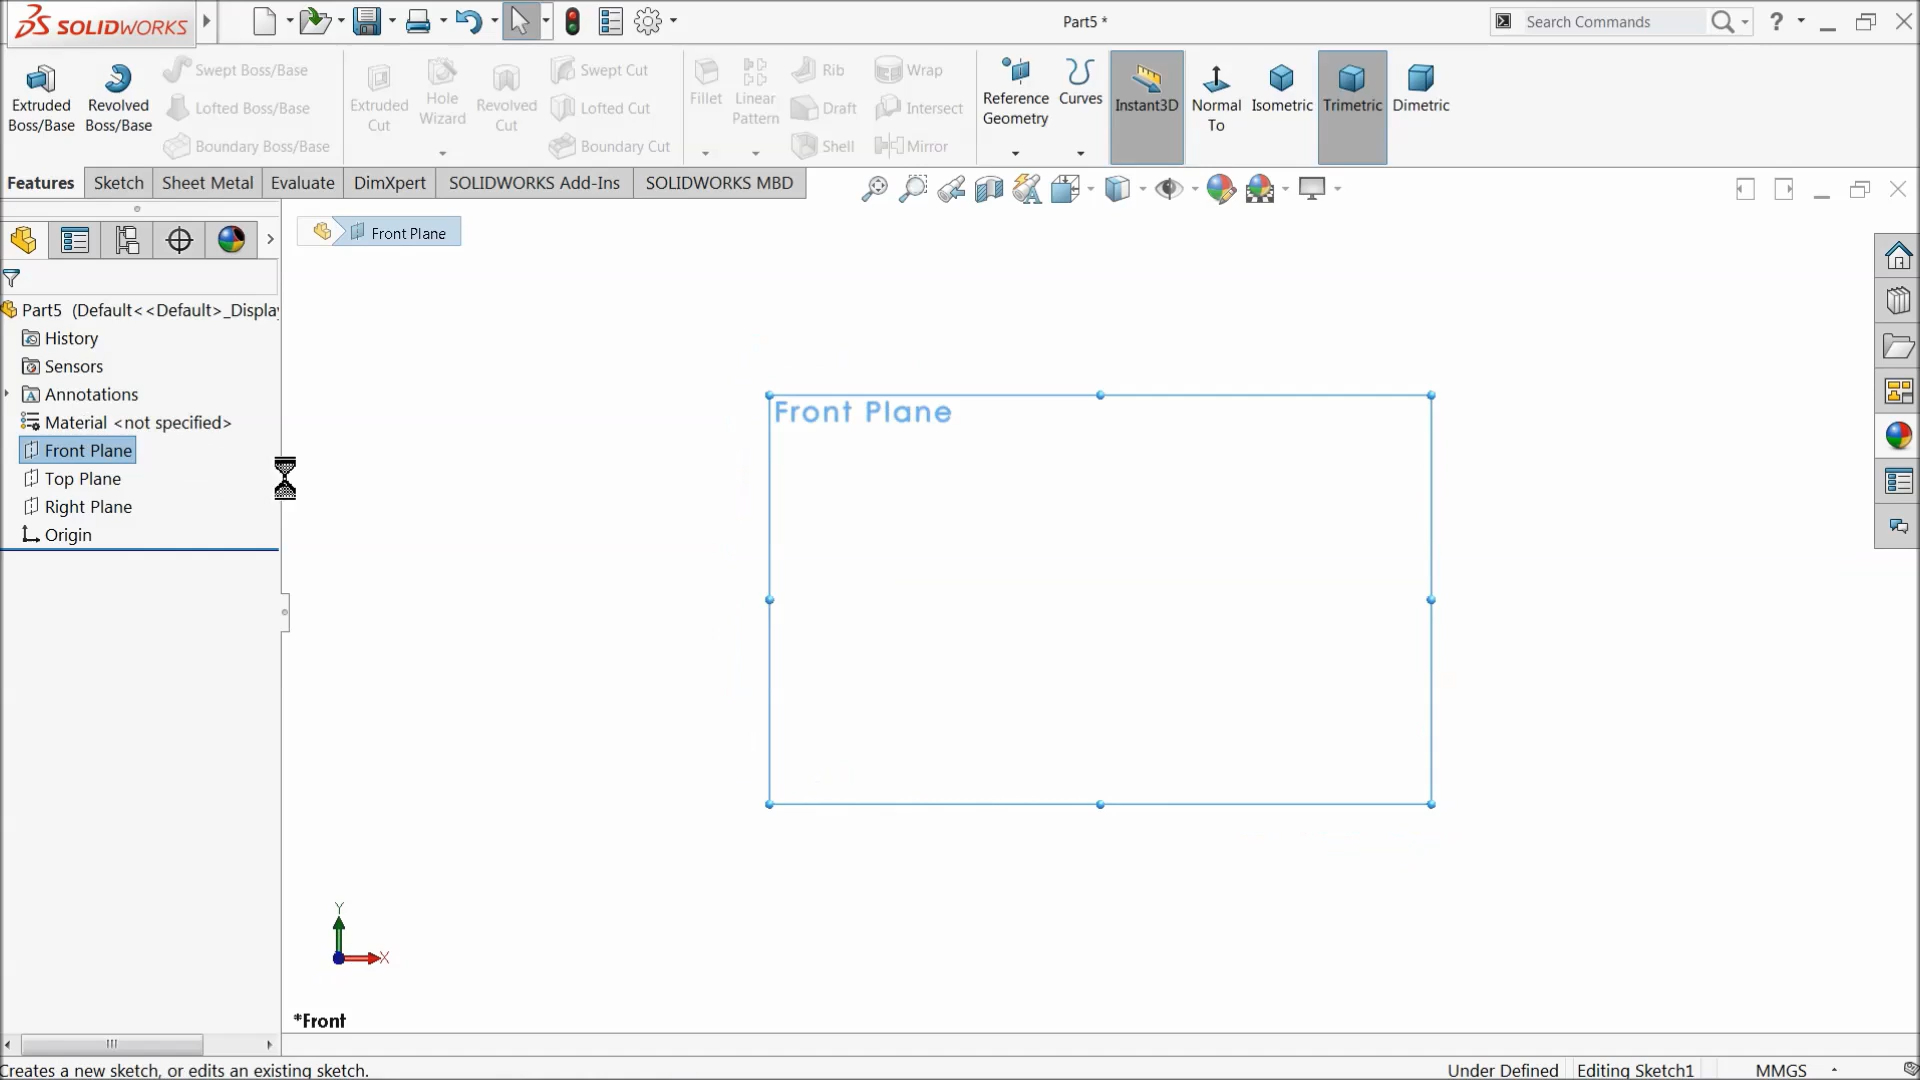 SOLIDWORKS
Part5 *
Search Commands
?
Extruded Boss/Base
Revolved Boss/Base
Swept Boss/Base
Lofted Boss/Base
Boundary Boss/Base
Extruded Cut
Hole Wizard
Revolved Cut
Swept Cut
Lofted Cut
Boundary Cut
Fillet
Linear Pattern
Rib
Draft
Shell
Wrap
Intersect
Mirror
Reference Geometry
Curves
Instant3D
Normal To
Isometric
Trimetric
Dimetric
Features
Sketch
Sheet Metal
Evaluate
DimXpert
SOLIDWORKS Add-Ins
SOLIDWORKS MBD
Front Plane
Part5 (Default<<Default>_Display
History
Sensors
Annotations
Material <not specified>
Front Plane
Top Plane
Right Plane
Origin
Front Plane
Y
X
*Front
Creates a new sketch, or edits an existing sketch.
Under Defined
Editing Sketch1
MMGS